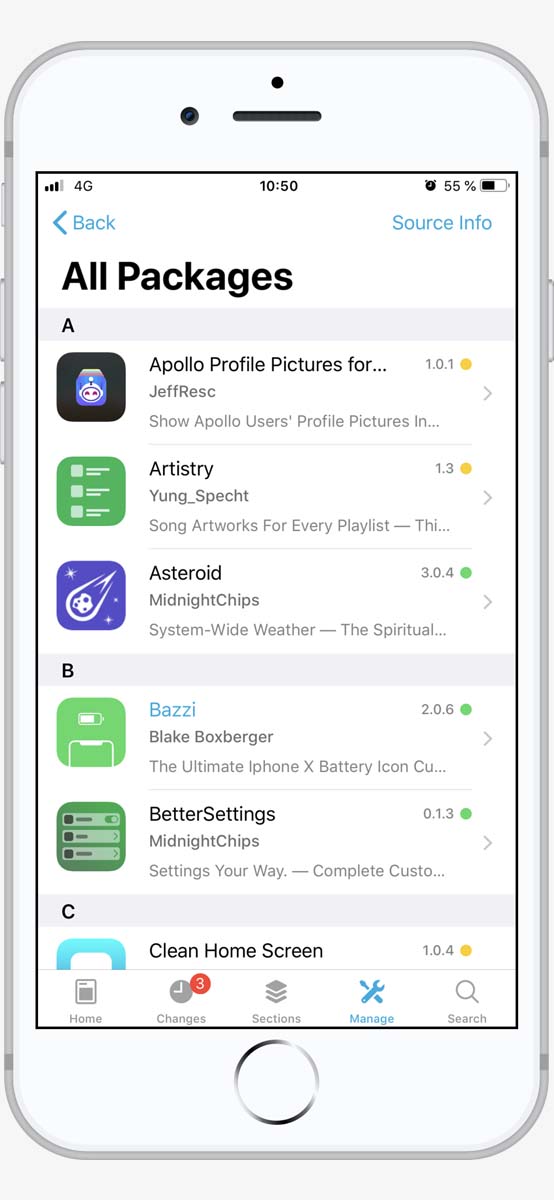 4G 10:50 55 %
Back Source Info
All Packages
A
Apollo Profile Pictures for... 1.0.1
JeffResc
Show Apollo Users' Profile Pictures In...
Artistry 1.3
Yung_Specht
Song Artworks For Every Playlist — Thi...
Asteroid 3.0.4
MidnightChips
System-Wide Weather — The Spiritual...
B
Bazzi 2.0.6
Blake Boxberger
The Ultimate Iphone X Battery Icon Cu...
BetterSettings 0.1.3
MidnightChips
Settings Your Way. — Complete Custo...
C
Clean Home Screen 1.0.4
3
Home Changes Sections Manage Search